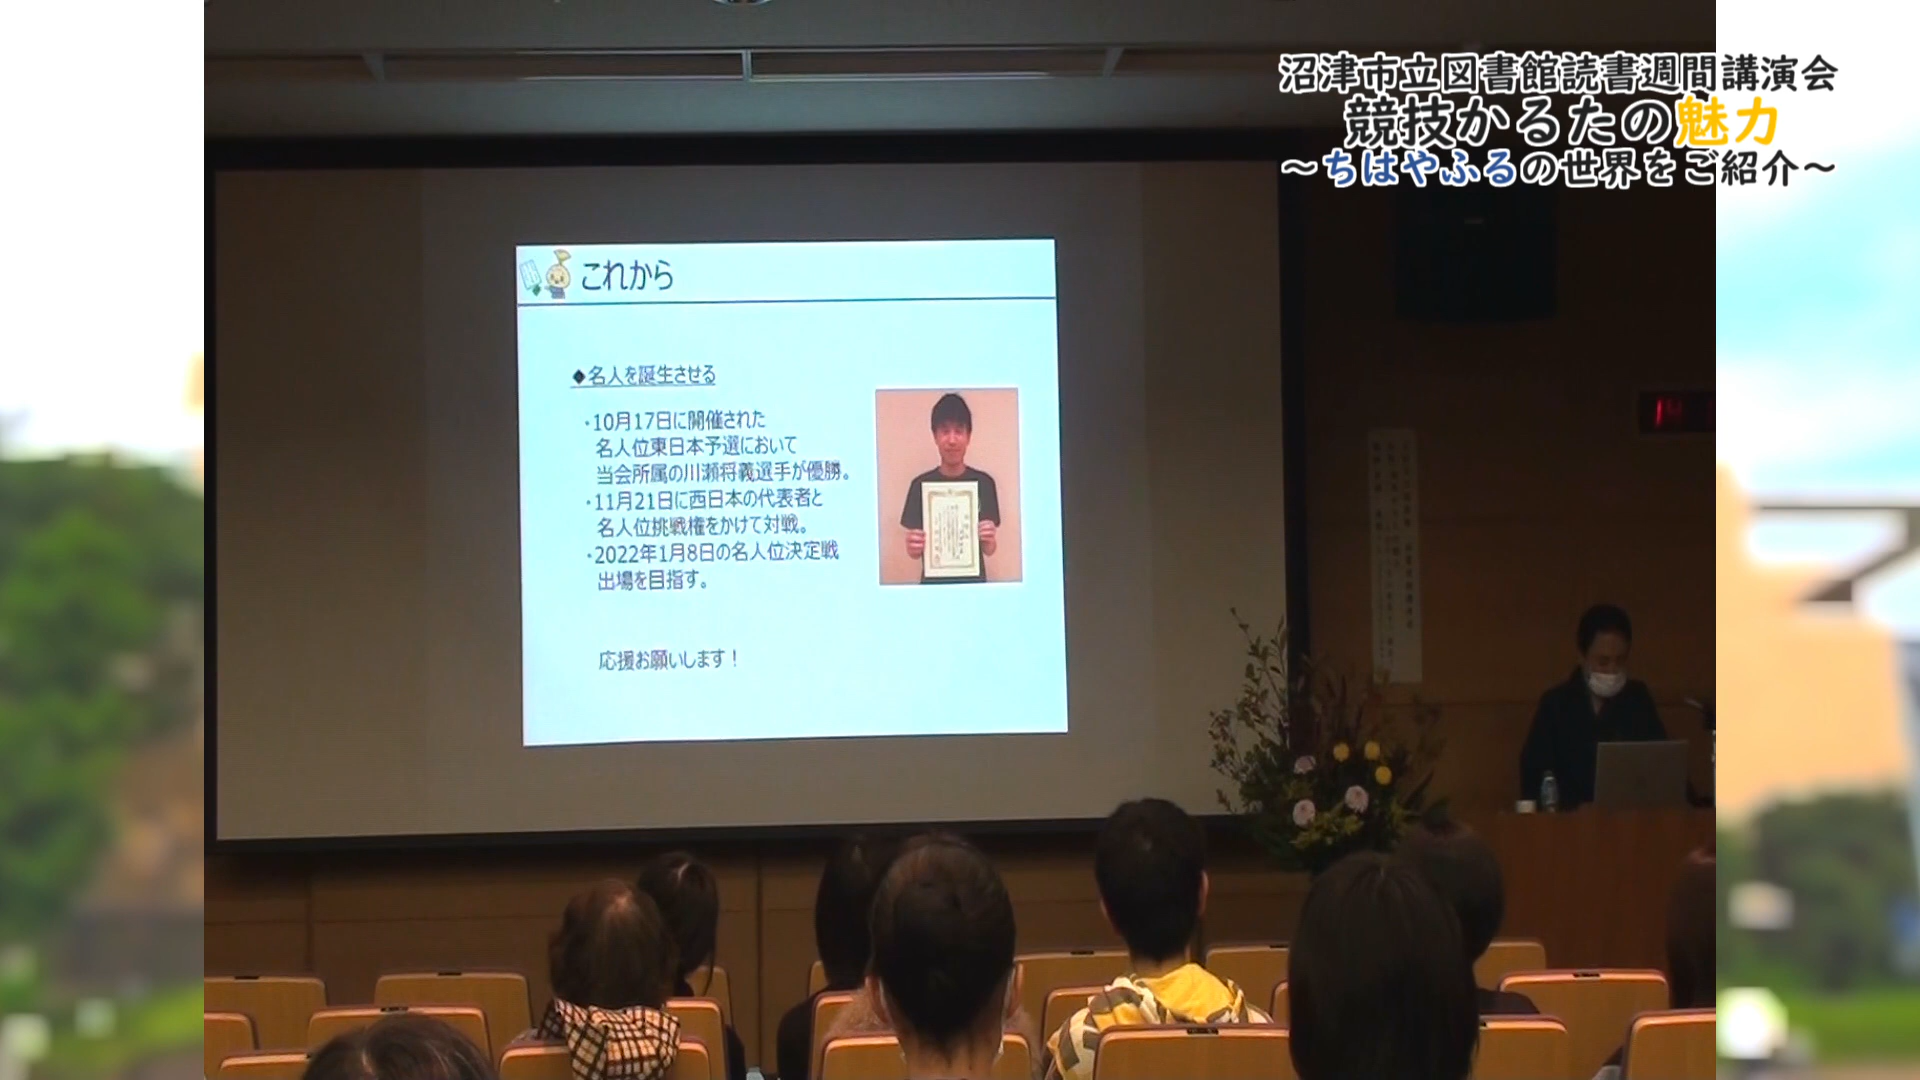 沼津市立図書館読書週間講演会
競技かるたの魅力
～ちはやふるの世界をご紹介～
これから
◆名人を誕生させる
・10月17日に開催された
名人位東日本予選において
当会所属の川瀬将義選手が優勝。
・11月21日に西日本の代表者と
名人位挑戦権をかけて対戦。
・2022年1月8日の名人位決定戦
出場を目指す。
応援お願いします！
14